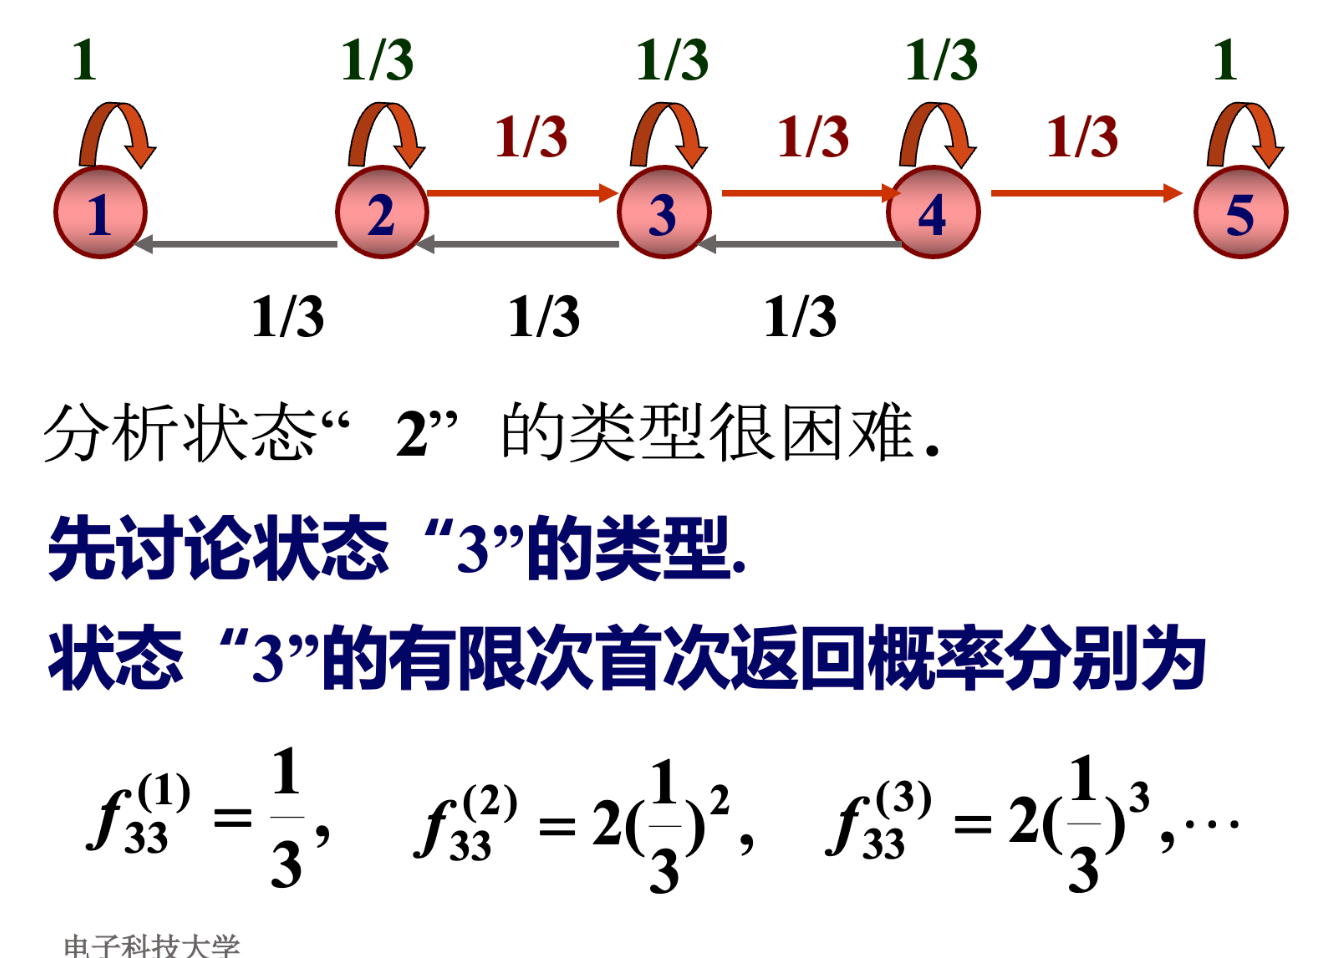 1 1/3 1/3 1/3 1
1/3 1/3 1/3
1 2 3 4 5
1/3 1/3 1/3
分析状态“ 2” 的类型很困难.
先讨论状态“3”的类型.
状态“3”的有限次首次返回概率分别为
f_{33}^{(1)} = \frac{1}{3}, f_{33}^{(2)} = 2(\frac{1}{3})^2, f_{33}^{(3)} = 2(\frac{1}{3})^3, ⋯
电子科技大学